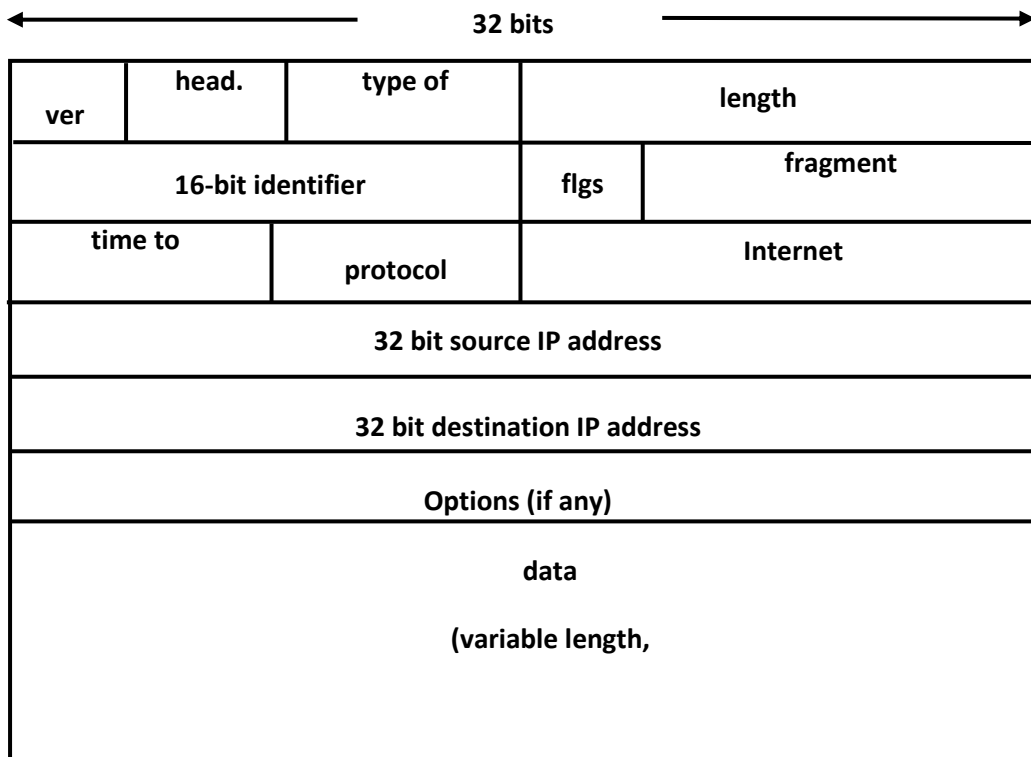 32 bits
ver
head.
type of
length
16-bit identifier
flgs
fragment
time to
protocol
Internet
32 bit source IP address
32 bit destination IP address
Options (if any)
data
(variable length,